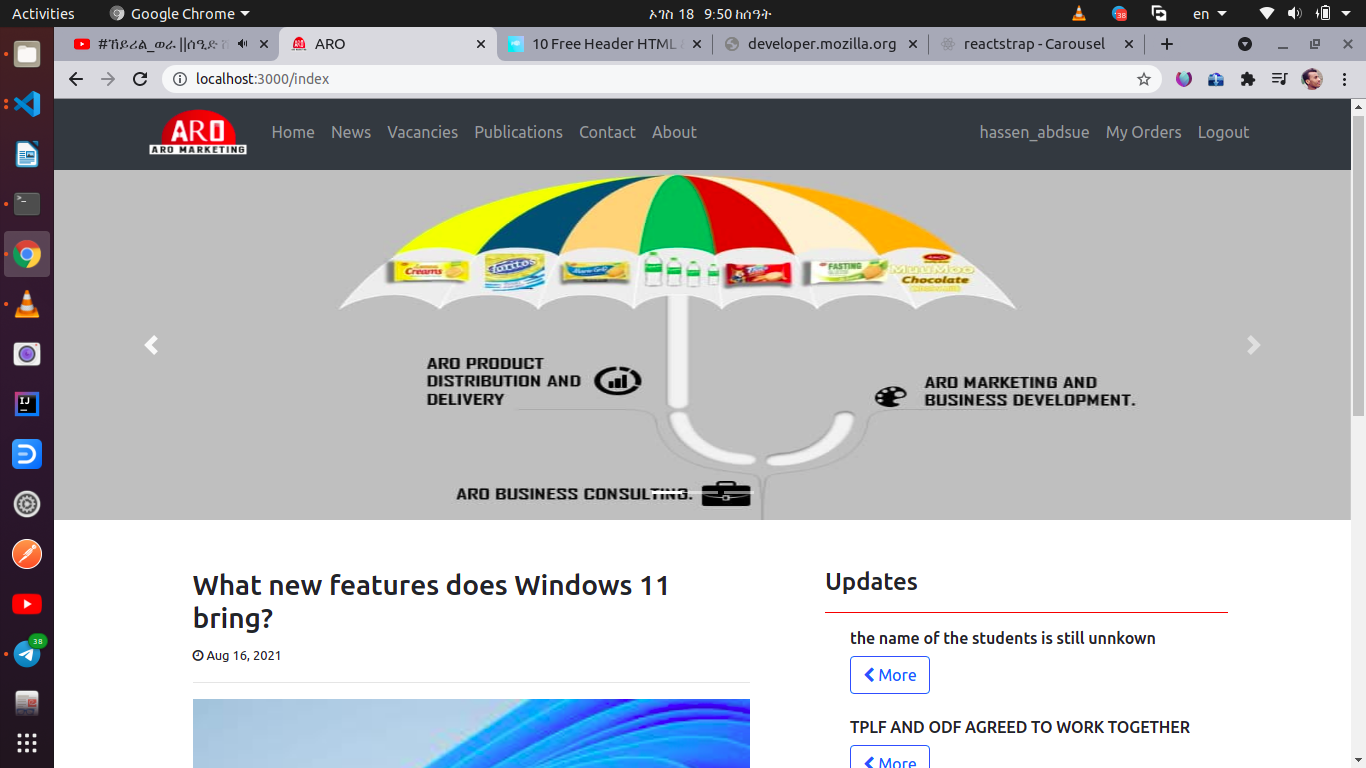 Activities
Google Chrome
ኦገስ 18 9:50 ከሰዓት
38
en
ARO
10 Free Header HTML
developer.mozilla.org
reactstrap - Carousel
localhost:3000/index
ARO
ARO MARKETING
Home
News
Vacancies
Publications
Contact
About
hassen_abdsue
My Orders
Logout
Creams
FASTING
Chocolate
ARO PRODUCT
DISTRIBUTION AND
DELIVERY
ARO MARKETING AND
BUSINESS DEVELOPMENT.
ARO BUSINESS CONSULTING.
What new features does Windows 11
bring?
Aug 16, 2021
Updates
the name of the students is still unnkown
More
TPLF AND ODF AGREED TO WORK TOGETHER
More
IJ
38